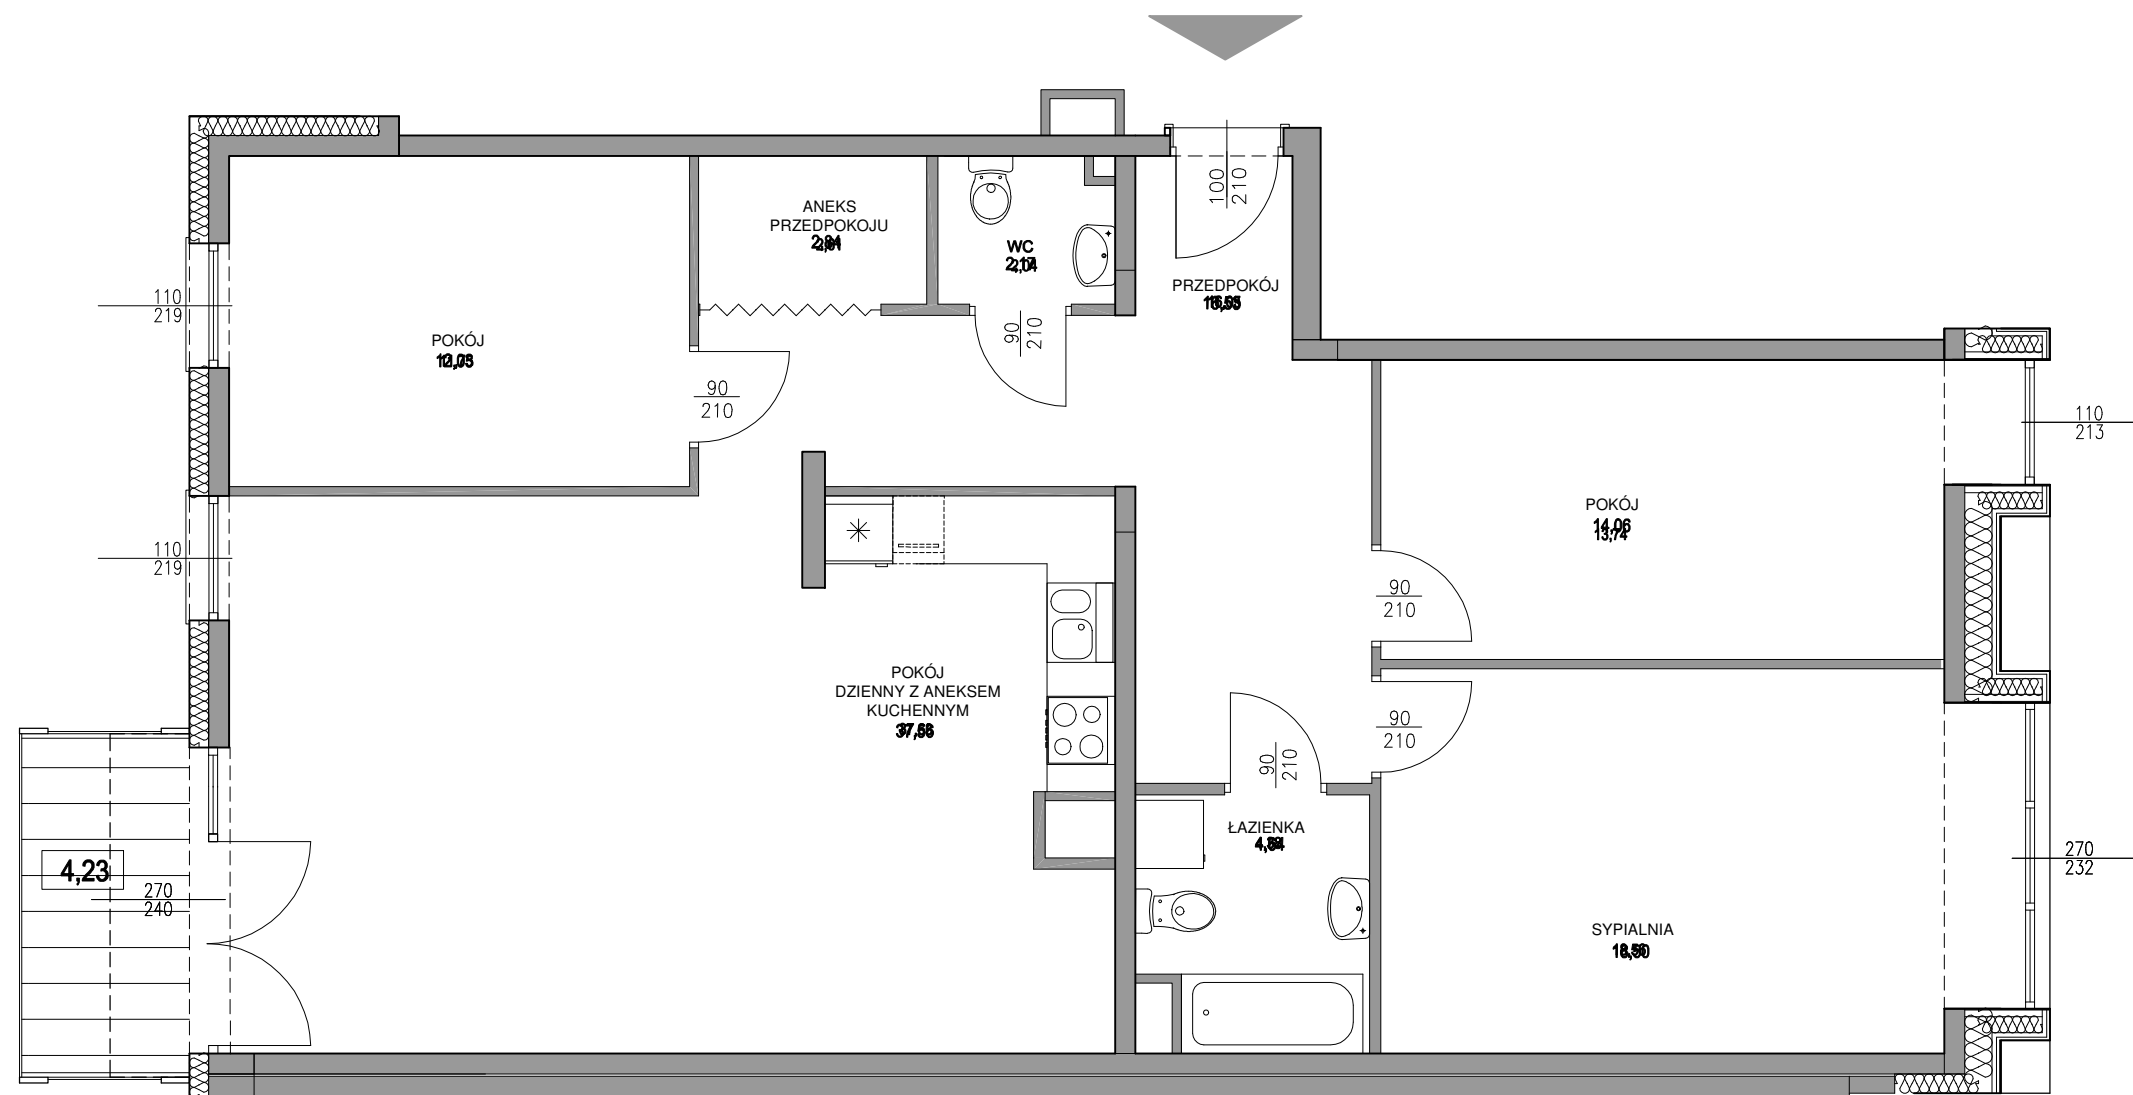 100
210
ANEKS
PRZEDPOKOJU
WC
PRZEDPOKÓJ
110
219
90
210
POKÓJ
90
210
110
213
POKÓJ
14,06
13,74
110
219
90
210
POKÓJ
DZIENNY Z ANEKSEM
KUCHENNYM
90
210
90
210
ŁAZIENKA
4,23
270
240
270
232
SYPIALNIA